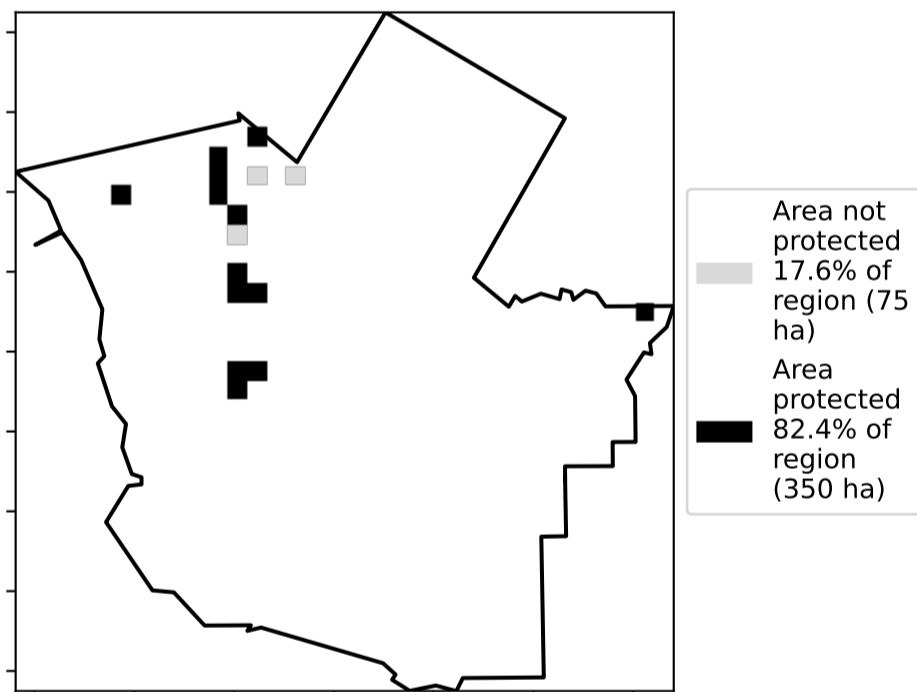 Area not
protected
17.6% of
region (75
ha)
Area
protected
82.4% of
region
(350 ha)